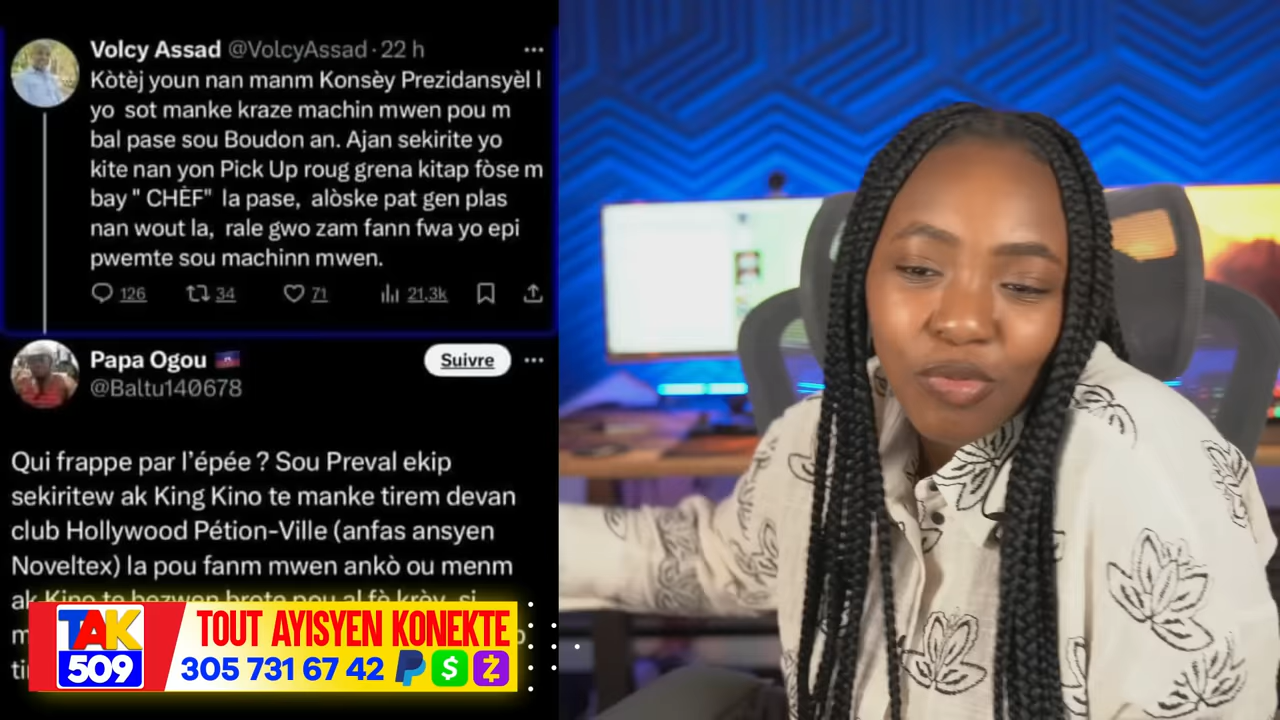 Volcy Assad @VolcyAssad · 22 h
Kòtèj youn nan manm Konsèy Prezidansyèl l
yo sot manke kraze machin mwen pou m
bal pase sou Boudon an. Ajan sekirite yo
kite nan yon Pick Up roug grena kitap fòse m
bay " CHÈF" la pase, alòske pat gen plas
nan wout la, rale gwo zam fann fwa yo epi
pwemte sou machinn mwen.
126 34 71 21,3k
Papa Ogou
Suivre
@Baltu140678
Qui frappe par l'épée ? Sou Preval ekip
sekiritew ak King Kino te manke tirem devan
club Hollywood Pétion-Ville (anfas ansyen
Noveltex) la pou fanm mwen ankò ou menm
TAK
509
TOUT AYISYEN KONEKTE
305 731 67 42